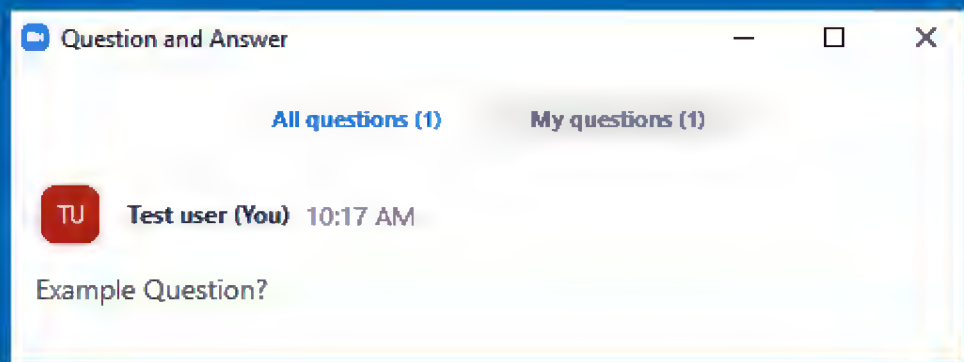 Question and Answer
All questions (1) My questions (1)
TU Test user (You) 10:17 AM
Example Question?